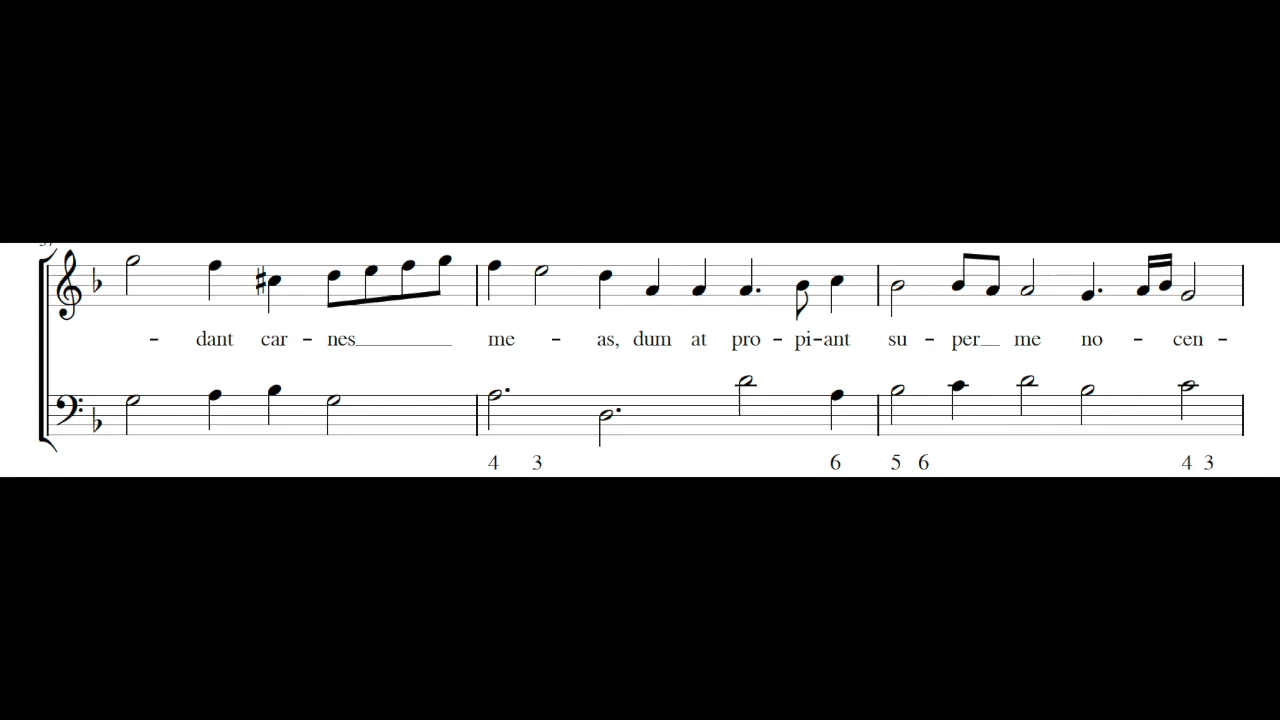 - dant car - nes me - as, dum at pro - pi-ant su - per me no - cen -
4 3 6 5 6 4 3